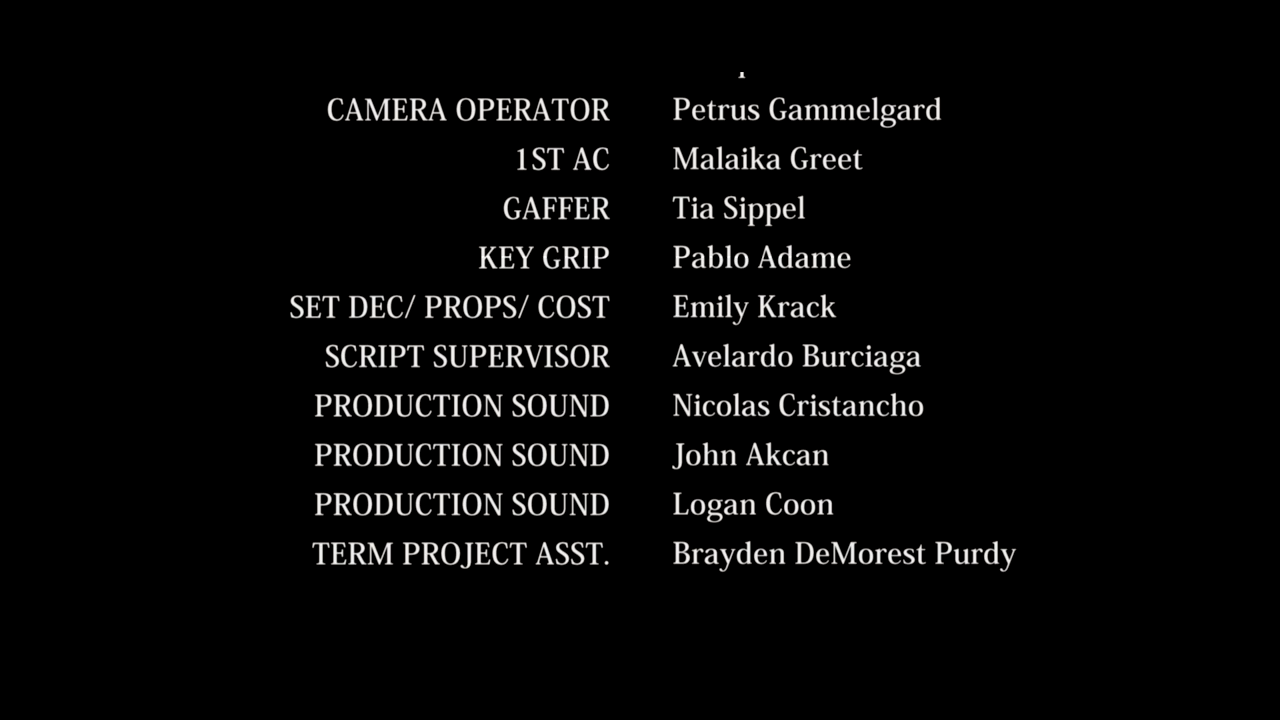 CAMERA OPERATOR Petrus Gammelgard
1ST AC Malaika Greet
GAFFER Tia Sippel
KEY GRIP Pablo Adame
SET DEC/ PROPS/ COST Emily Krack
SCRIPT SUPERVISOR Avelardo Burciaga
PRODUCTION SOUND Nicolas Cristancho
PRODUCTION SOUND John Akcan
PRODUCTION SOUND Logan Coon
TERM PROJECT ASST. Brayden DeMorest Purdy